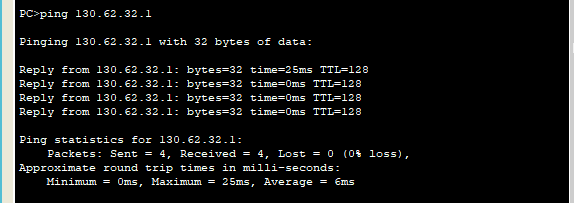 PC>ping 130.62.32.1
Pinging 130.62.32.1 with 32 bytes of data:
Reply from 130.62.32.1: bytes=32 time=25ms TTL=128
Reply from 130.62.32.1: bytes=32 time=0ms TTL=128
Reply from 130.62.32.1: bytes=32 time=0ms TTL=128
Reply from 130.62.32.1: bytes=32 time=0ms TTL=128
Ping statistics for 130.62.32.1:
Packets: Sent = 4, Received = 4, Lost = 0 (0% loss),
Approximate round trip times in milli-seconds:
Minimum = 0ms, Maximum = 25ms, Average = 6ms